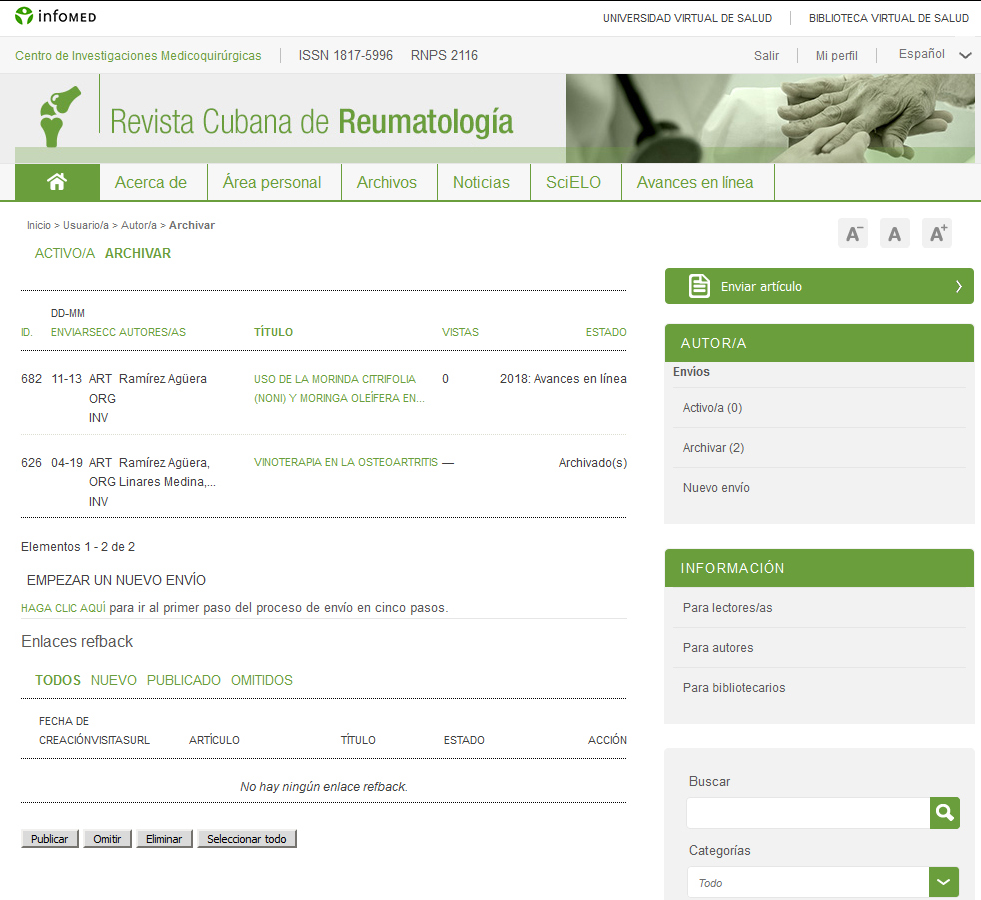 infOMED
UNIVERSIDAD VIRTUAL DE SALUD
BIBLIOTECA VIRTUAL DE SALUD
Centro de Investigaciones Medicoquirúrgicas
ISSN 1817-5996 RNPS 2116
Salir
Mi perfil
Español
Revista Cubana de Reumatología
Acerca de
Área personal
Archivos
Noticias
SciELO
Avances en línea
Inicio > Usuario/a > Autor/a > Archivar
ACTIVO/A ARCHIVAR
DD-MM
ID. ENVIARSECC AUTORES/AS TÍTULO VISTAS ESTADO
682 11-13 ART Ramírez Agüera USO DE LA MORINDA CITRIFOLIA 0 2018: Avances en línea
ORG (NONI) Y MORINGA OLEÍFERA EN...
INV
626 04-19 ART Ramírez Agüera, VINOTERAPIA EN LA OSTEOARTRITIS — Archivado(s)
ORG Linares Medina,...
INV
Elementos 1 - 2 de 2
EMPEZAR UN NUEVO ENVÍO
HAGA CLIC AQUÍ para ir al primer paso del proceso de envío en cinco pasos.
Enlaces refback
TODOS NUEVO PUBLICADO OMITIDOS
FECHA DE
CREACIÓNVISITASURL ARTÍCULO TÍTULO ESTADO ACCIÓN
No hay ningún enlace refback.
Publicar Omitir Eliminar Seleccionar todo
A- A A+
Enviar artículo
AUTOR/A
Envios
Activo/a (0)
Archivar (2)
Nuevo envío
INFORMACIÓN
Para lectores/as
Para autores
Para bibliotecarios
Buscar
Categorías
Todo